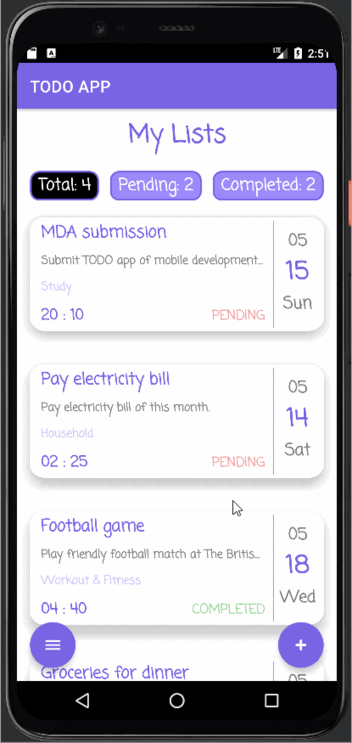 2:51
TODO APP
My Lists
Total: 4 Pending: 2 Completed: 2
MDA submission
Submit TODO app of mobile development...
Study
20 : 10 PENDING
05
15
Sun
Pay electricity bill
Pay electricity bill of this month.
Household
02 : 25 PENDING
05
14
Sat
Football game
Play friendly football match at The Britis...
Workout & Fitness
04 : 40 COMPLETED
05
18
Wed
Groceries for dinner
05